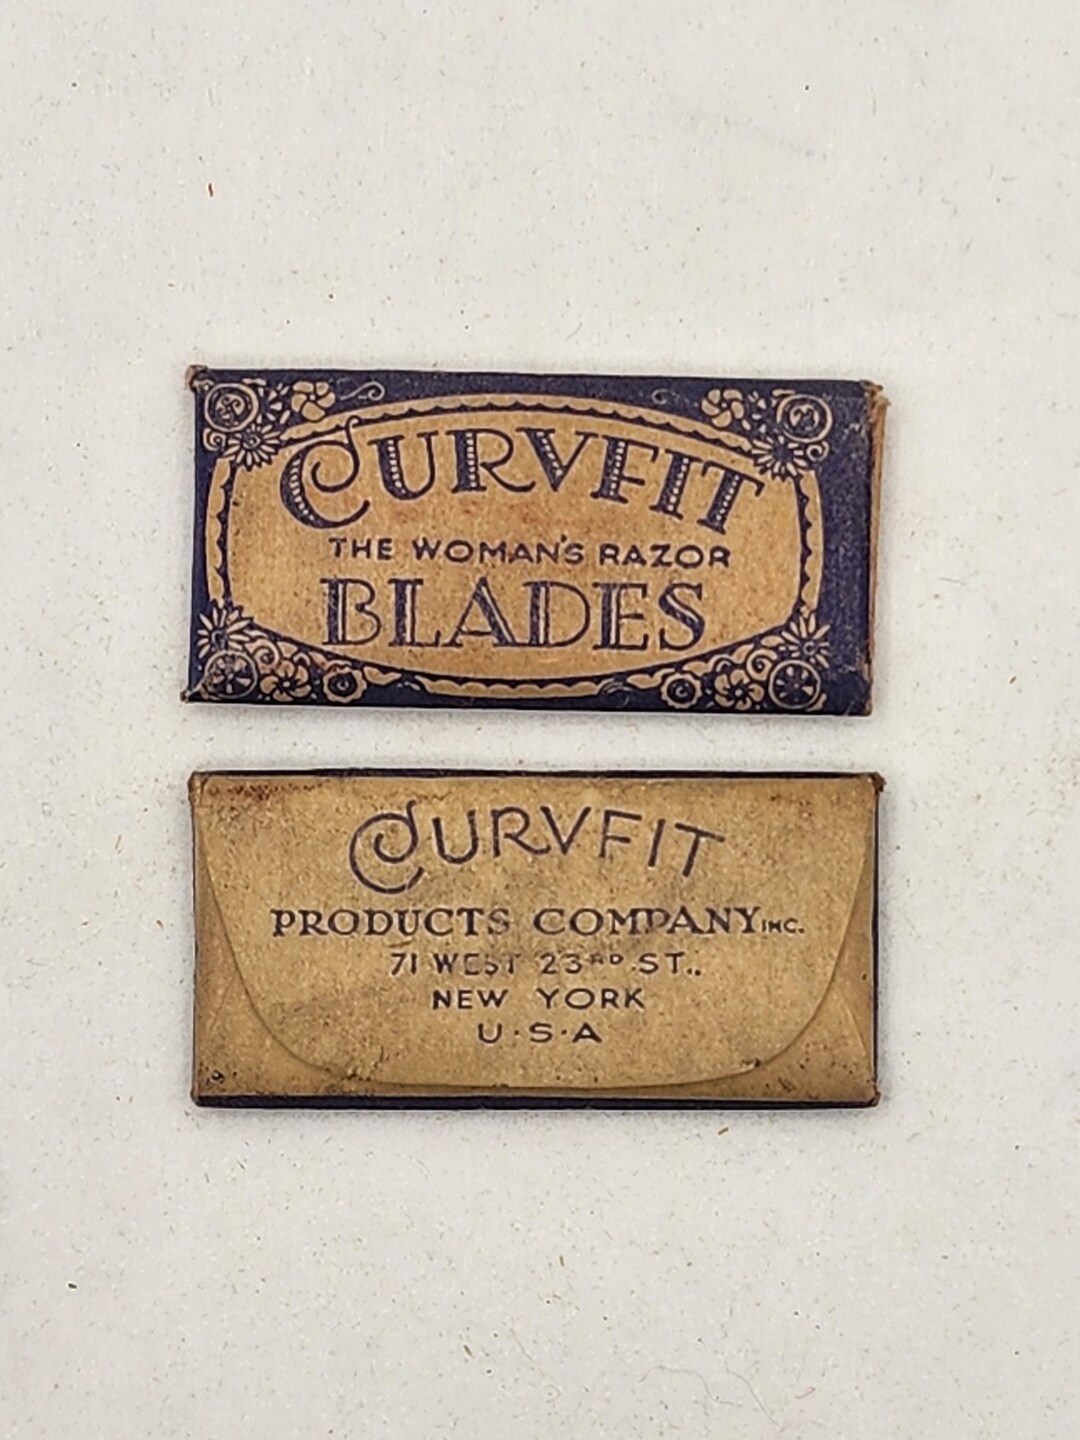 CURVFIT
THE WOMAN'S RAZOR
BLADES
CURVFIT
PRODUCTS COMPANY INC.
71 WEST 23RD ST.,
NEW YORK
U·S·A